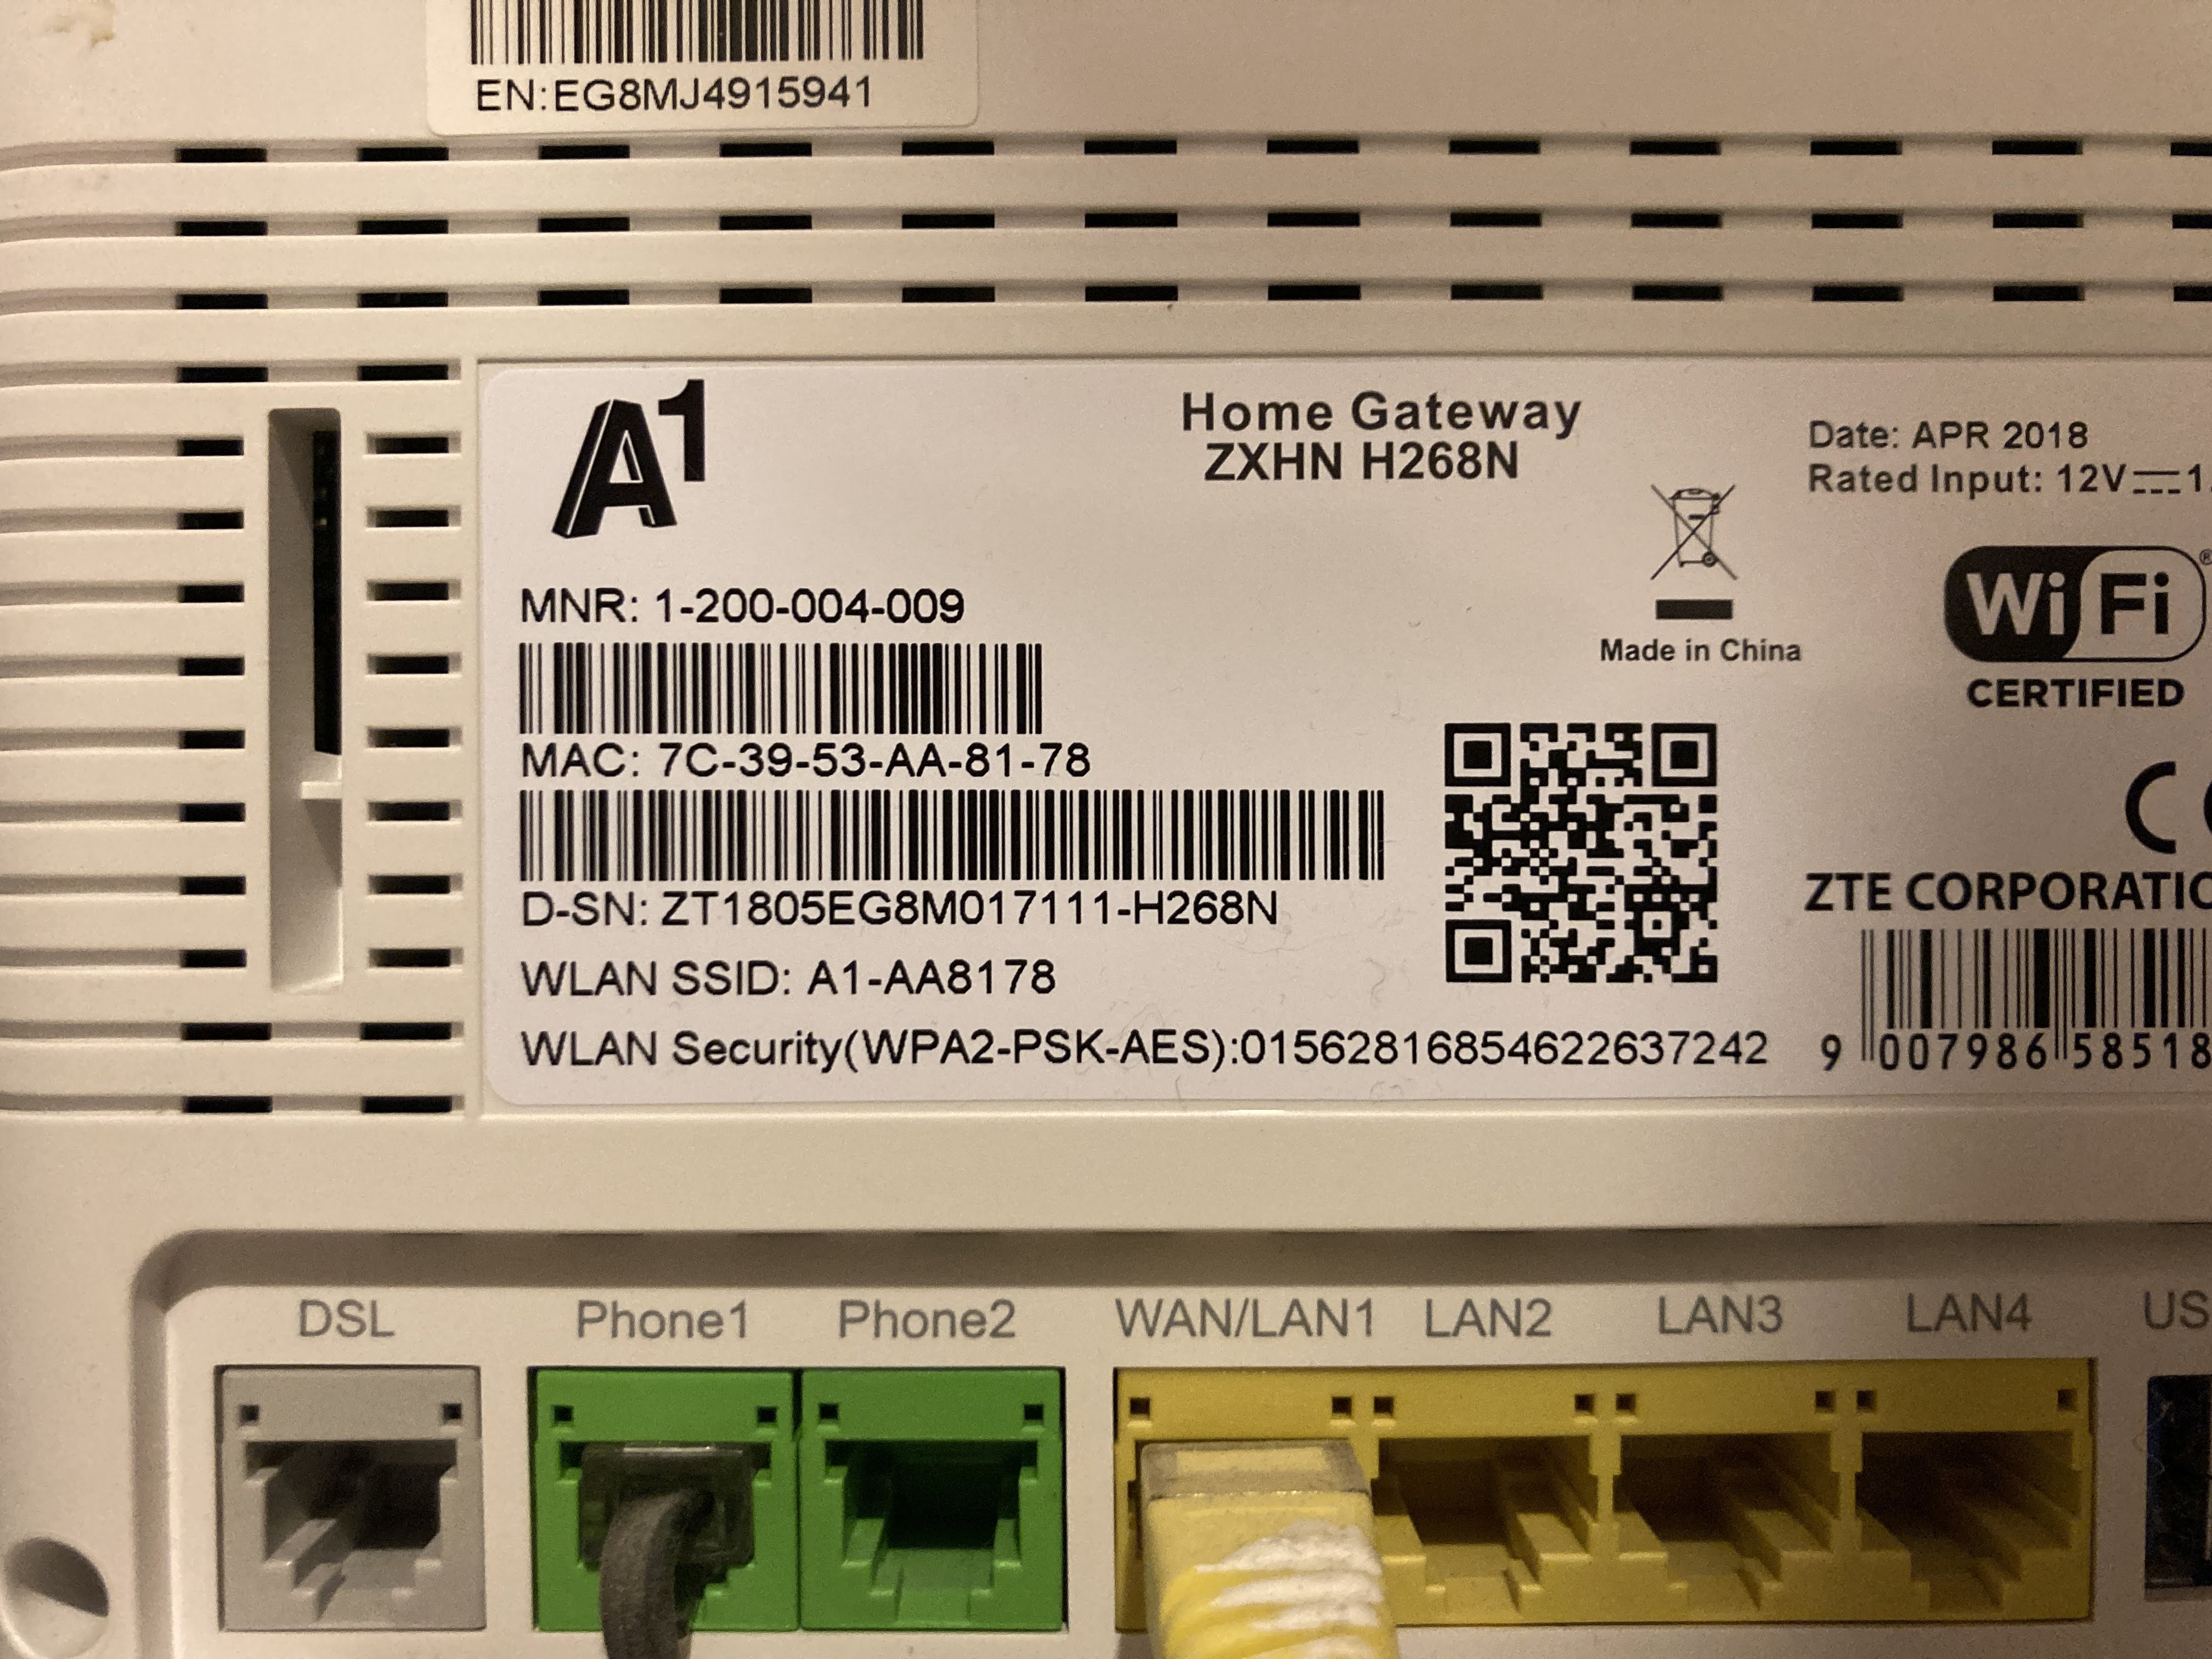 EN:EG8MJ4915941
A1
Home Gateway
ZXHN H268N
Date: APR 2018
Rated Input: 12V
MNR: 1-200-004-009
Made in China
WiFi
CERTIFIED
MAC: 7C-39-53-AA-81-78
CE
D-SN: ZT1805EG8M017111-H268N
ZTE CORPORATIO
WLAN SSID: A1-AA8178
WLAN Security(WPA2-PSK-AES):01562816854622637242
9 007986 58518
DSL Phone1 Phone2 WAN/LAN1 LAN2 LAN3 LAN4 US